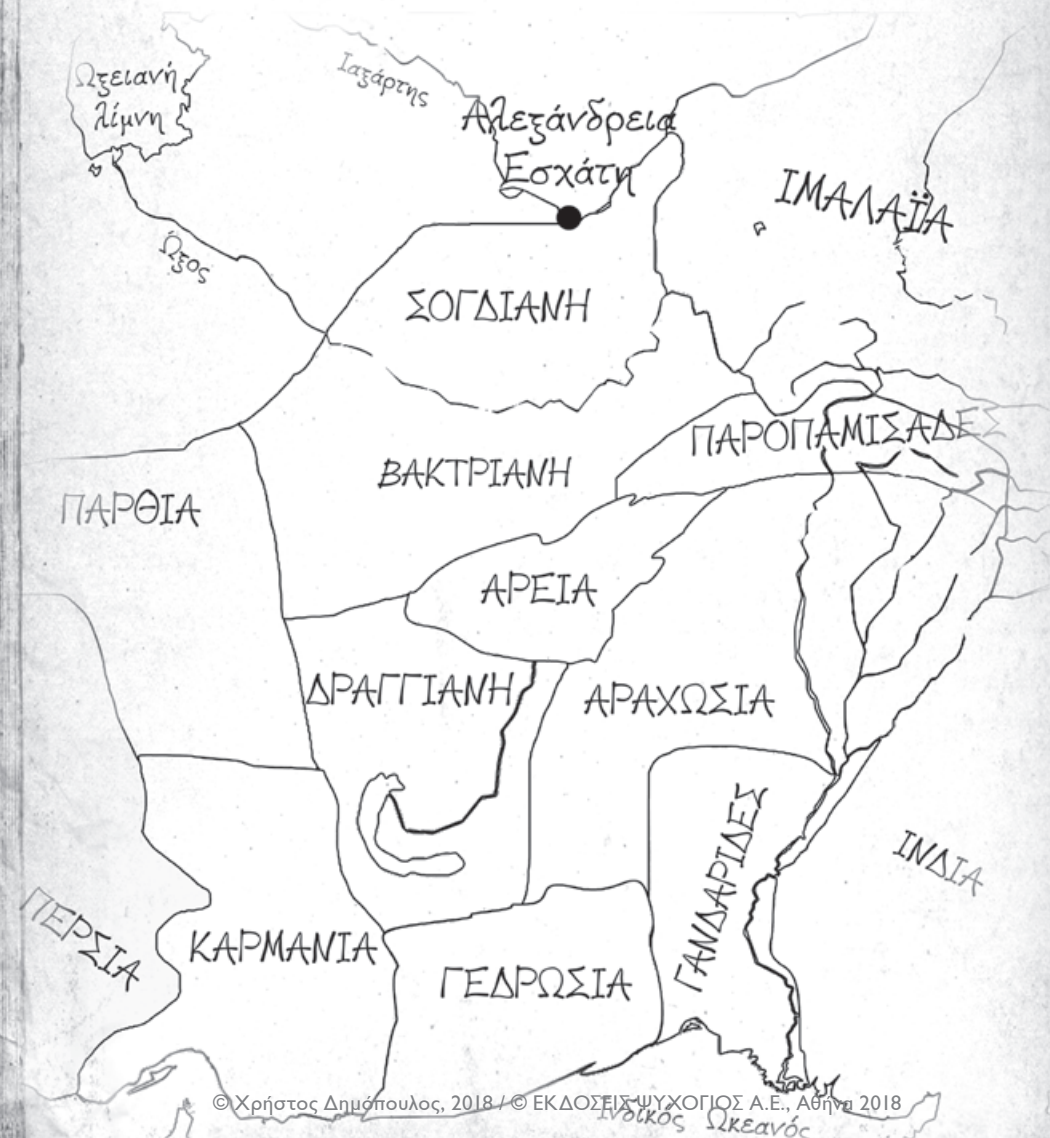 Ωξειανή
λίμνη
Ιαξάρτης
Αλεξάνδρεια
Εσχάτη
ΙΜΑΛΑΪΑ
Ώξος
ΣΟΓΔΙΑΝΗ
ΠΑΡΟΠΑΜΙΣΑΔΕΣ
ΒΑΚΤΡΙΑΝΗ
ΠΑΡΘΙΑ
ΑΡΕΙΑ
ΔΡΑΓΓΙΑΝΗ
ΑΡΑΧΩΣΙΑ
ΓΑΝΔΑΡΙΔΕΣ
ΙΝΔΙΑ
ΠΕΡΣΙΑ
ΚΑΡΜΑΝΙΑ
ΓΕΔΡΩΣΙΑ
© Χρήστος Δημόπουλος, 2018 / © ΕΚΔΟΣΕΙΣ ΨΥΧΟΓΙΟΣ Α.Ε., Αθήνα 2018
Ινδικός Ωκεανός